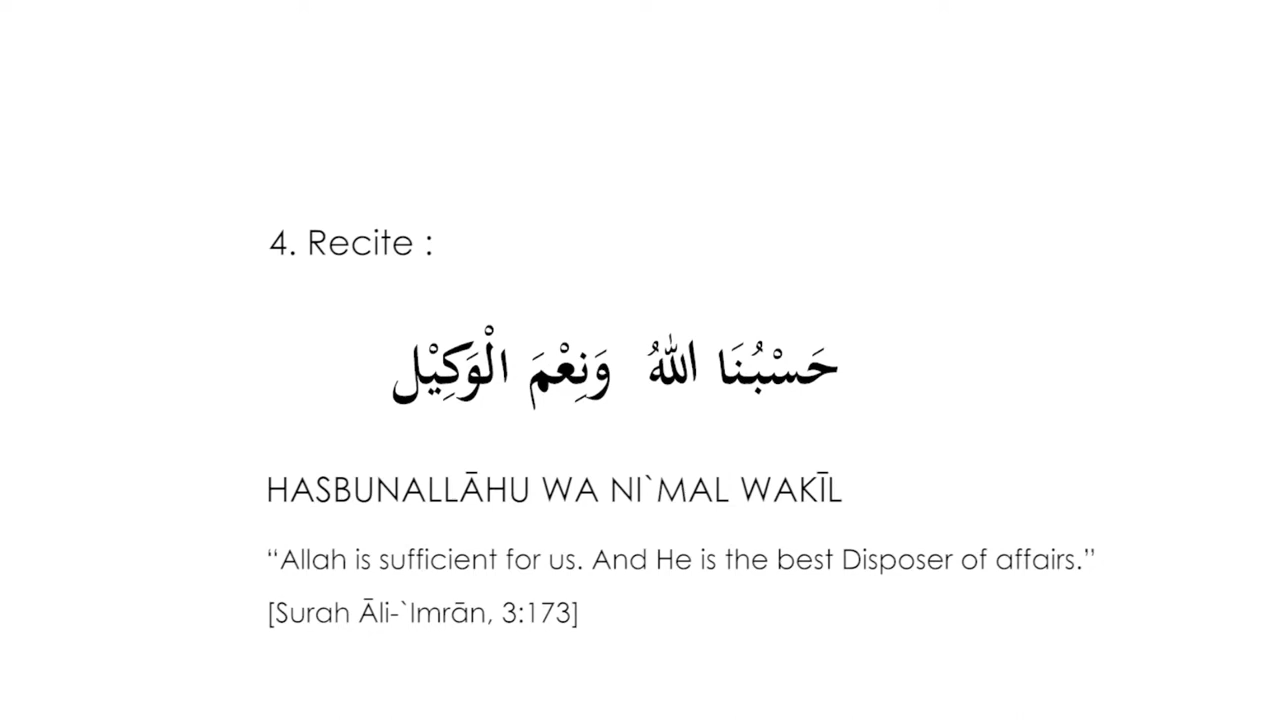 4. Recite :
حَسْبُنَا اللّٰهُ وَنِعْمَ الْوَكِيْل
HASBUNALLĀHU WA NI`MAL WAKĪL
“Allah is sufficient for us. And He is the best Disposer of affairs.”
[Surah Āli-`Imrān, 3:173]